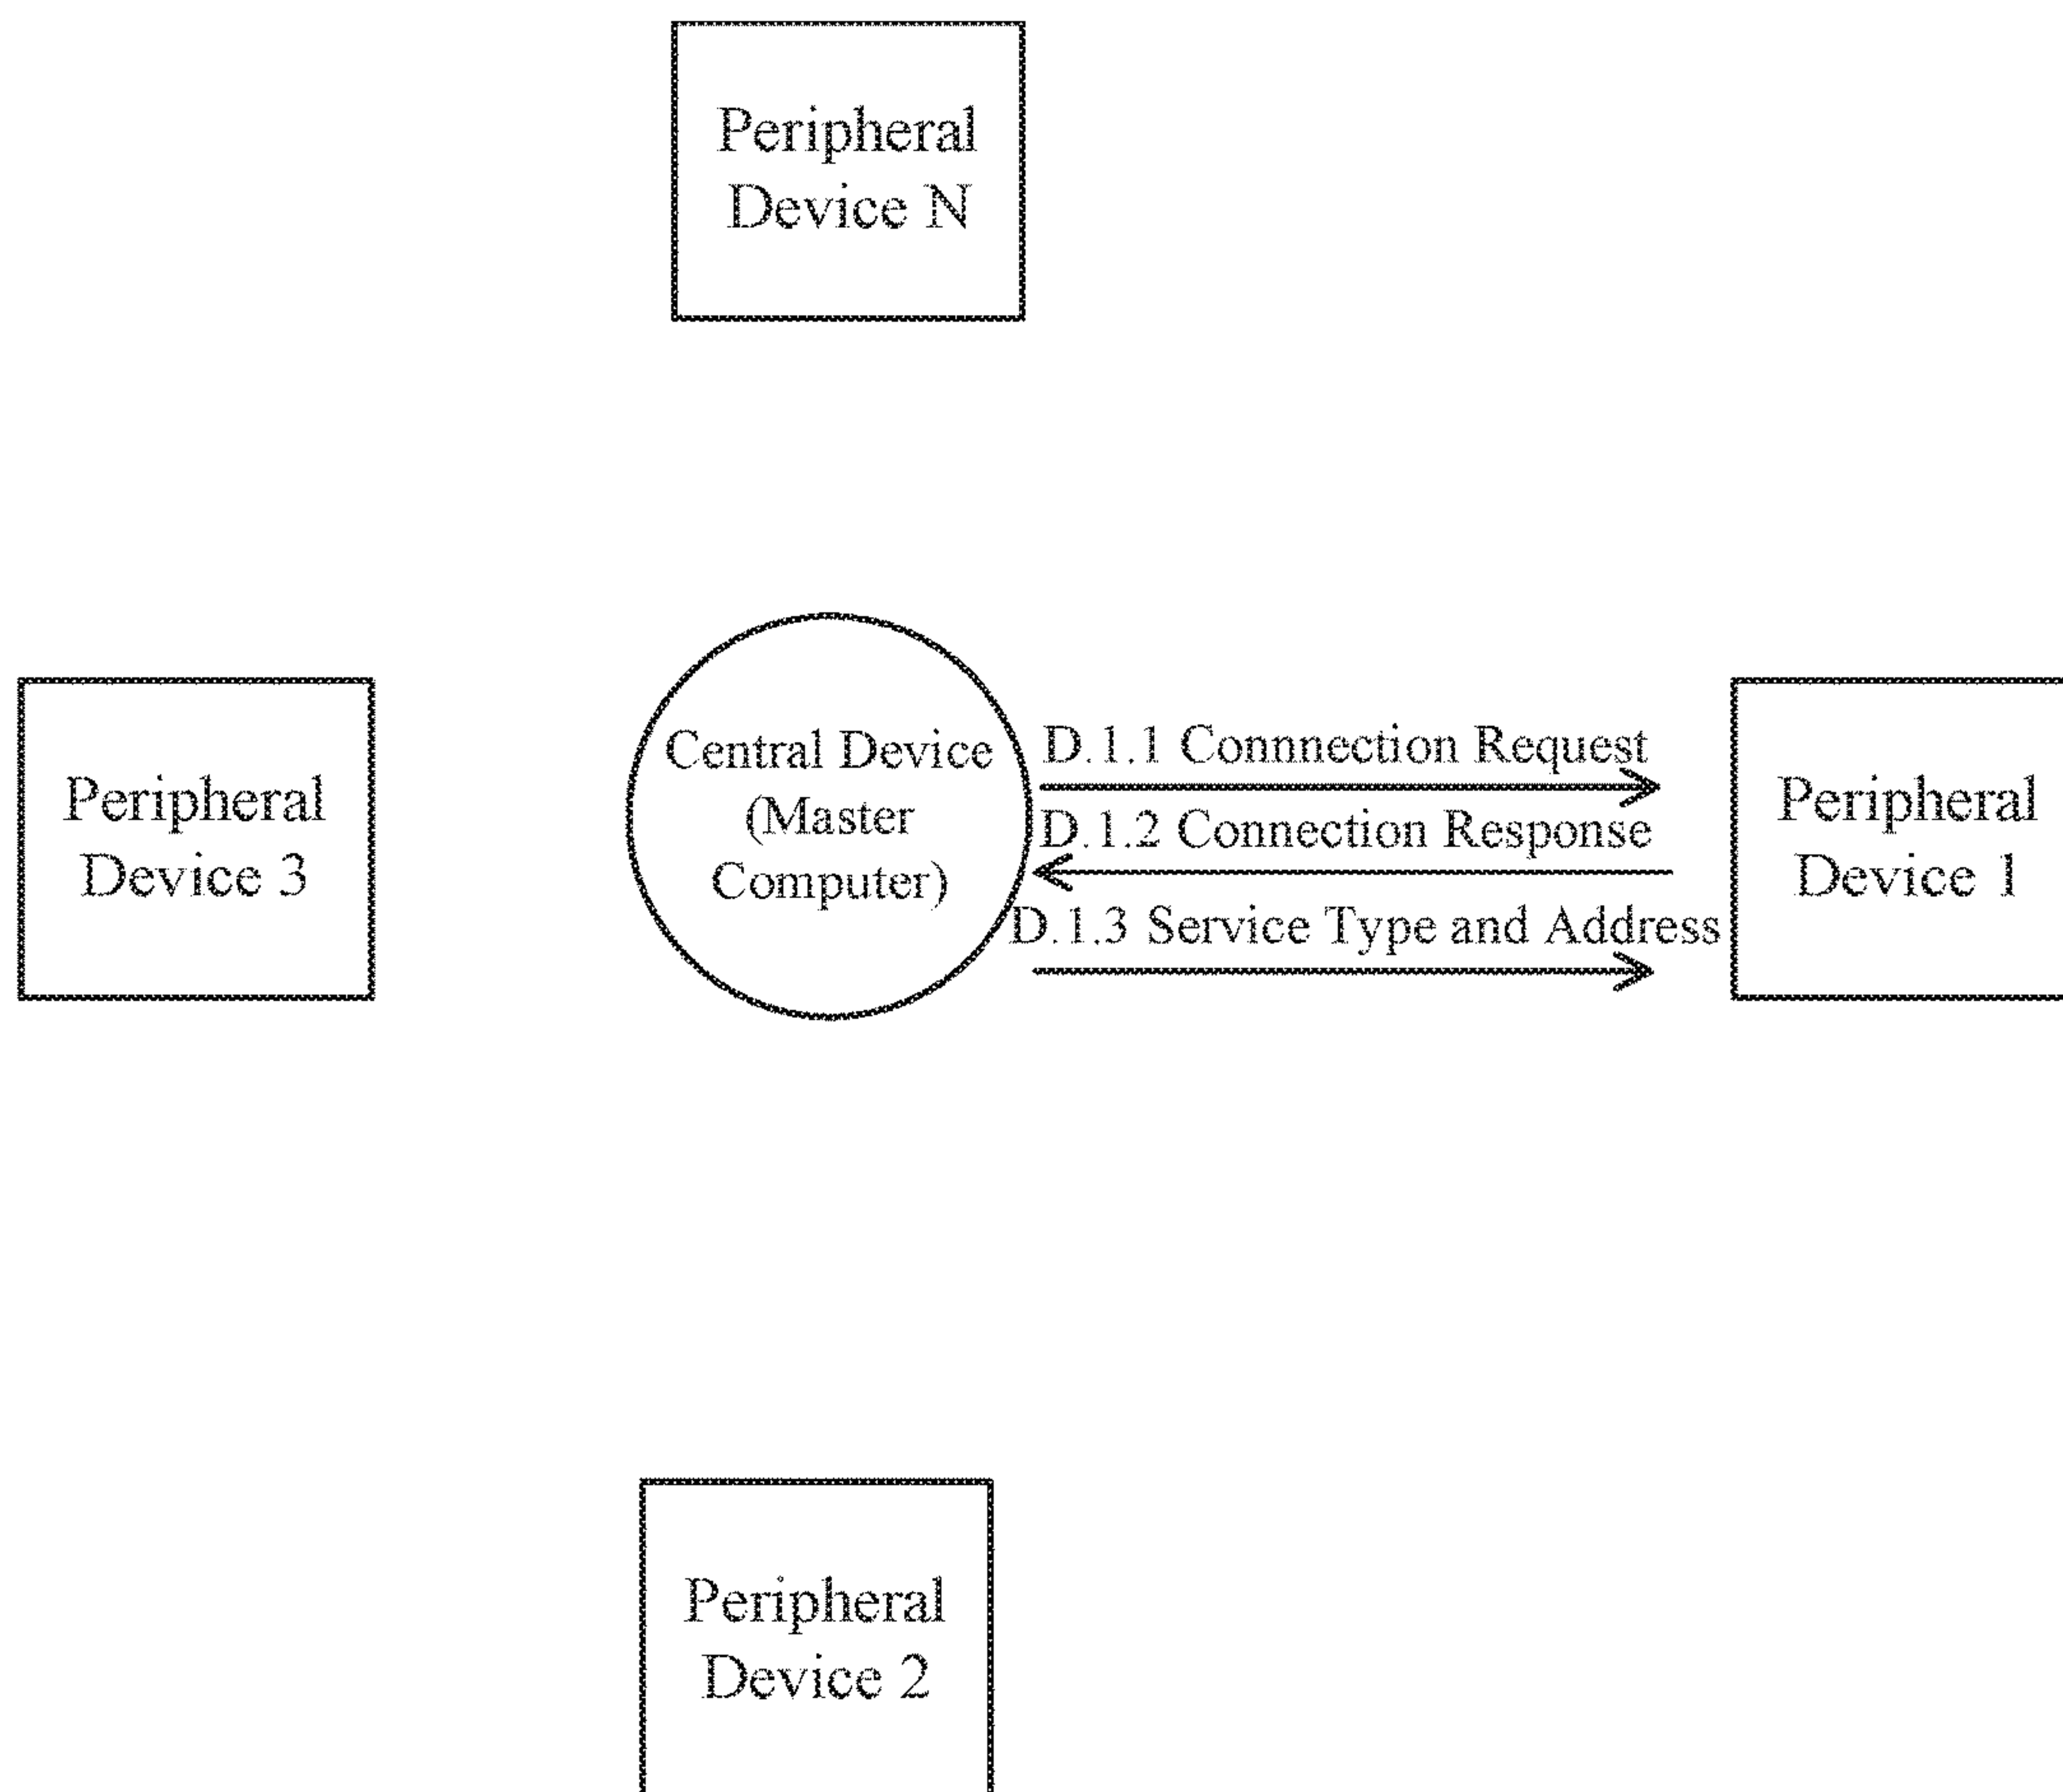 Peripheral
Device N
Peripheral
Device 3
Central Device
(Master
Computer)
D.1.1 Connnection Request
D.1.2 Connection Response
D.1.3 Service Type and Address
Peripheral
Device 1
Peripheral
Device 2